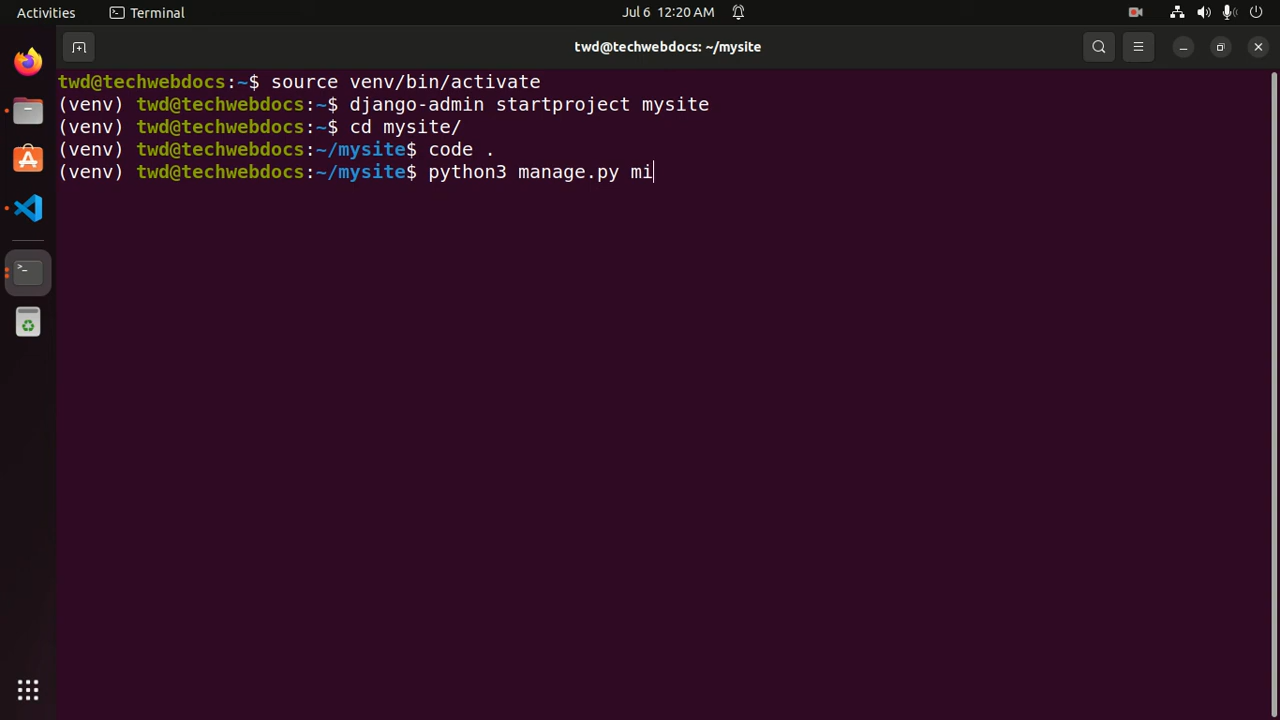 Activities
Terminal
Jul 6 12:20 AM
twd@techwebdocs: ~/mysite
twd@techwebdocs:~$ source venv/bin/activate
(venv) twd@techwebdocs:~$ django-admin startproject mysite
(venv) twd@techwebdocs:~$ cd mysite/
(venv) twd@techwebdocs:~/mysite$ code .
(venv) twd@techwebdocs:~/mysite$ python3 manage.py mi